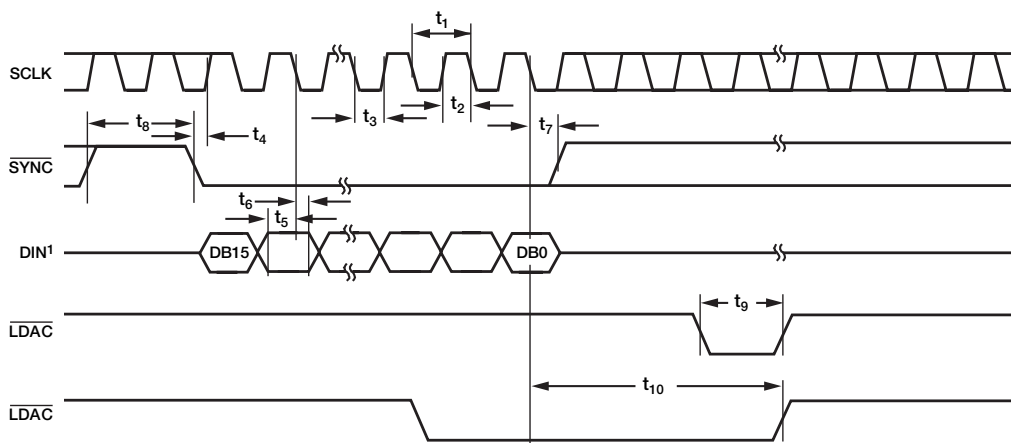 t1
SCLK
t2
t3
t8
t4
t7
SYNC
t6
t5
DIN1
DB15
DB0
t9
LDAC
t10
LDAC